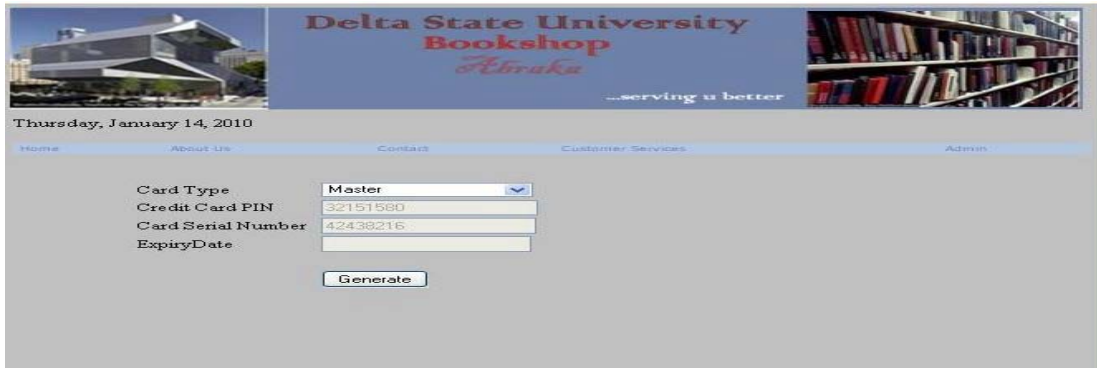 Delta State University
Bookshop
Abraka
...serving u better
Thursday, January 14, 2010
Home About Us Contact Customer Services Admin
Card Type Master
Credit Card PIN 32151580
Card Serial Number 42438216
ExpiryDate
Generate